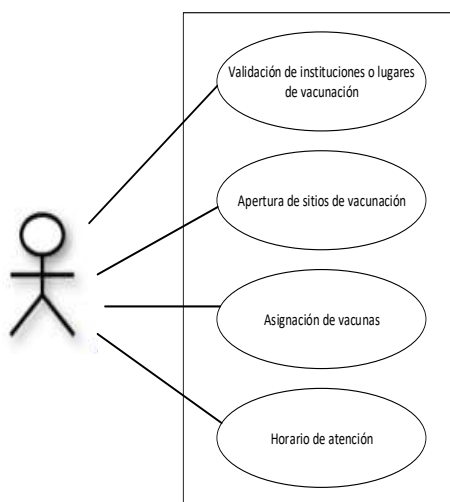 Validación de instituciones o lugares
de vacunación
Apertura de sitios de vacunación
Asignación de vacunas
Horario de atención